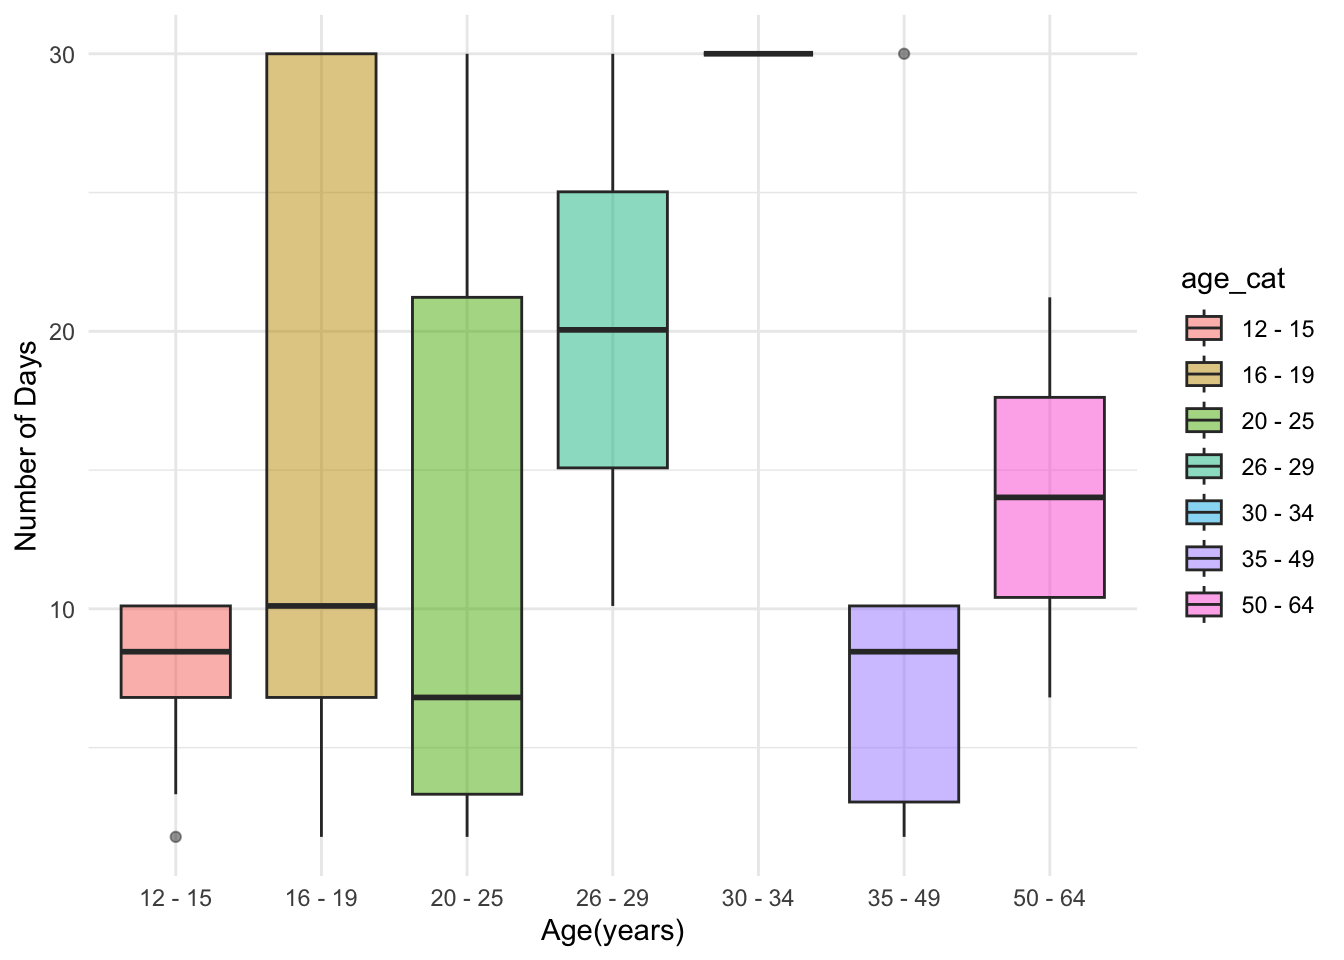 30
20
10
Number of Days
12 - 15
16 - 19
20 - 25
26 - 29
30 - 34
35 - 49
50 - 64
Age(years)
age_cat
12 - 15
16 - 19
20 - 25
26 - 29
30 - 34
35 - 49
50 - 64